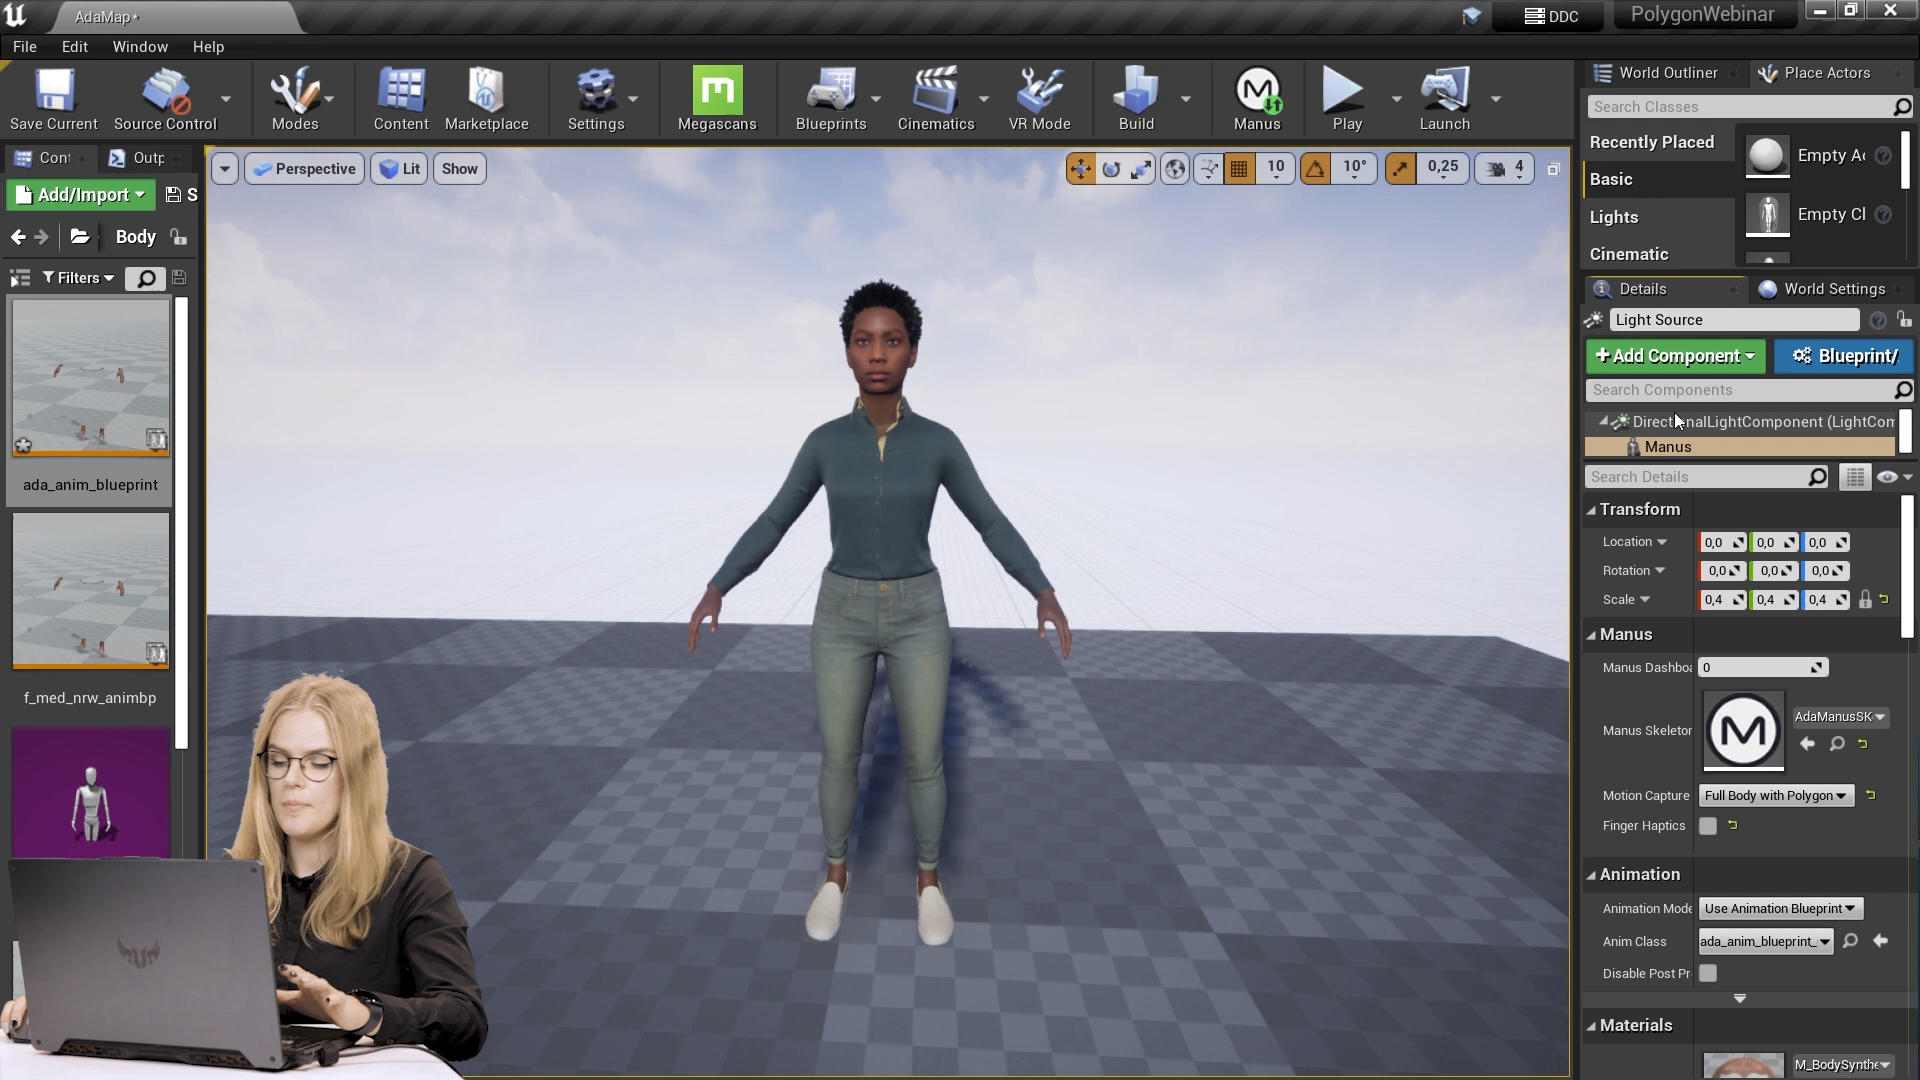 AdaMap*
DDC
PolygonWebinar
File Edit Window Help
Save Current
Source Control
Modes
Content
Marketplace
Settings
Megascans
Blueprints
Cinematics
VR Mode
Build
Manus
Play
Launch
World Outliner
Place Actors
Search Classes
Recently Placed
Basic
Lights
Cinematic
Empty Ac
Empty Cl
Cont
Outp
Add/Import
S
Body
Filters
ada_anim_blueprint
f_med_nrw_animbp
Perspective
Lit
Show
10
10°
0,25
4
Details
World Settings
Light Source
+Add Component
Blueprint/
Search Components
DirectionalLightComponent (LightCom
Manus
Search Details
Transform
Location 0,0 0,0 0,0
Rotation 0,0 0,0 0,0
Scale 0,4 0,4 0,4
Manus
Manus Dashboa 0
M
Manus Skeleton AdaManusSK
Motion Capture Full Body with Polygon
Finger Haptics
Animation
Animation Mode Use Animation Blueprint
Anim Class ada_anim_blueprint_
Disable Post Pr
Materials
M_BodySynthe